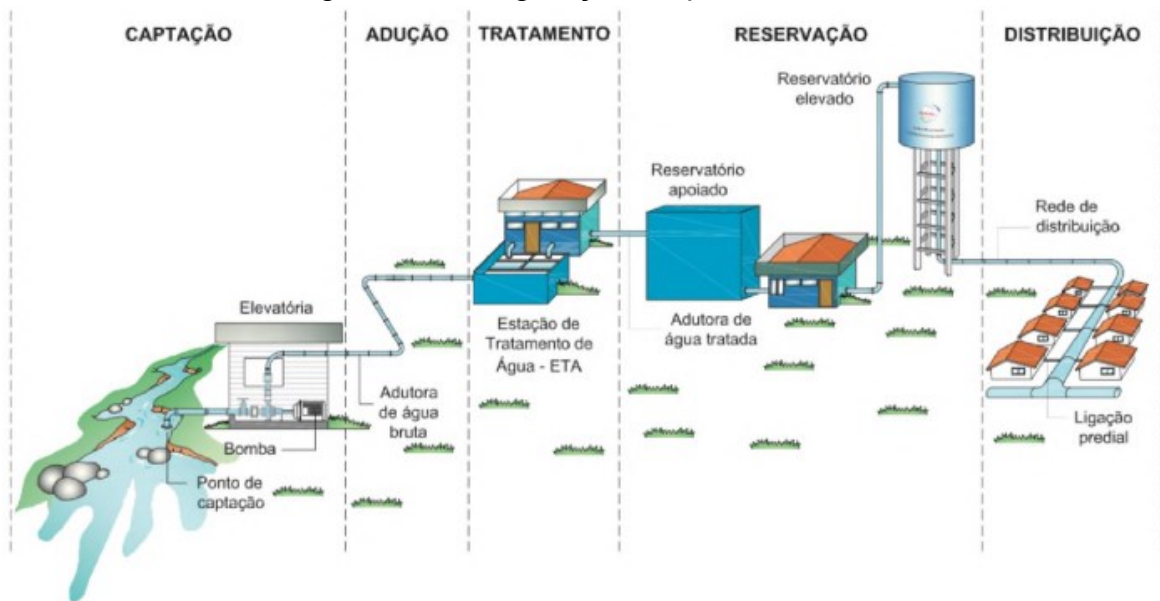 CAPTAÇÃO
ADUÇÃO
TRATAMENTO
RESERVAÇÃO
DISTRIBUIÇÃO
Reservatório
elevado
Reservatório
apoiado
Rede de
distribuição
Elevatória
Estação de
Tratamento de
Água - ETA
Adutora de
água tratada
Adutora
de água
bruta
Ligação
predial
Bomba
Ponto de
captação